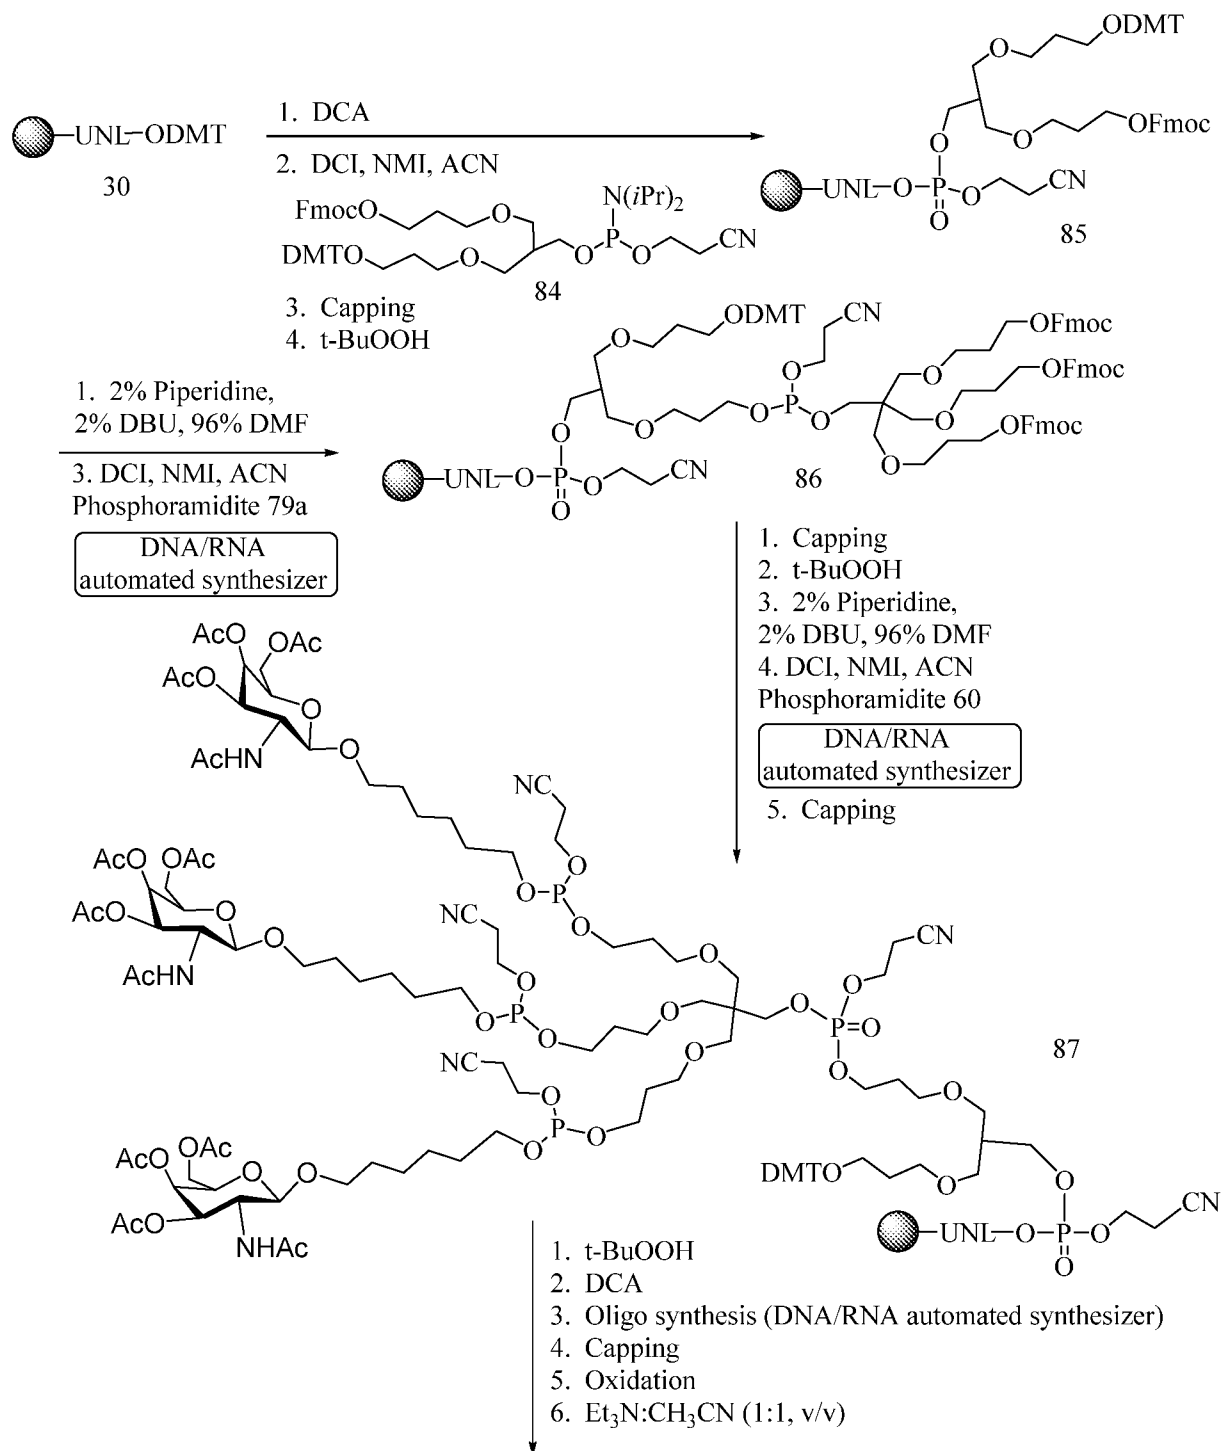 UNL—ODMT
30
1. DCA
2. DCI, NMI, ACN
FmocO
O
N(iPr)2
DMTO
O
O
P
O
CN
84
3. Capping
4. t-BuOOH
O
ODMT
O
OFmoc
O
UNL—O—P—O
O
CN
85
1. 2% Piperidine,
2% DBU, 96% DMF
3. DCI, NMI, ACN
Phosphoramidite 79a
DNA/RNA
automated synthesizer
O
ODMT
CN
O
O
O
P
O
O
OFmoc
O
OFmoc
O
OFmoc
O
UNL—O—P—O
O
CN
86
1. Capping
2. t-BuOOH
3. 2% Piperidine,
2% DBU, 96% DMF
4. DCI, NMI, ACN
Phosphoramidite 60
DNA/RNA
automated synthesizer
5. Capping
AcO
OAc
AcO
O
AcHN
O
NC
O
O
P
O
O
AcO
OAc
AcO
O
AcHN
O
NC
O
O
P
O
O
CN
O
O
P=O
O
O
87
AcO
OAc
AcO
O
NHAc
O
NC
O
O
P
O
O
DMTO
O
O
UNL—O—P—O
O
CN
1. t-BuOOH
2. DCA
3. Oligo synthesis (DNA/RNA automated synthesizer)
4. Capping
5. Oxidation
6. Et3N:CH3CN (1:1, v/v)